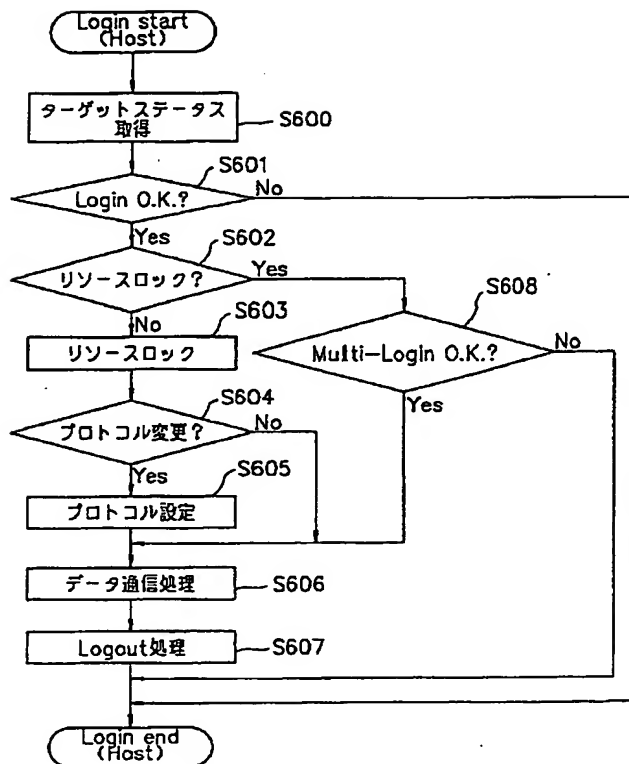 Login start
(Host)
ターゲットステータス
取得
S600
S601
Login O.K.?
No
Yes
S602
リソースロック?
Yes
S608
No
S603
リソースロック
Multi-Login O.K.?
No
S604
Yes
プロトコル変更?
No
Yes
S605
プロトコル設定
データ通信処理
S606
Logout処理
S607
Login end
(Host)